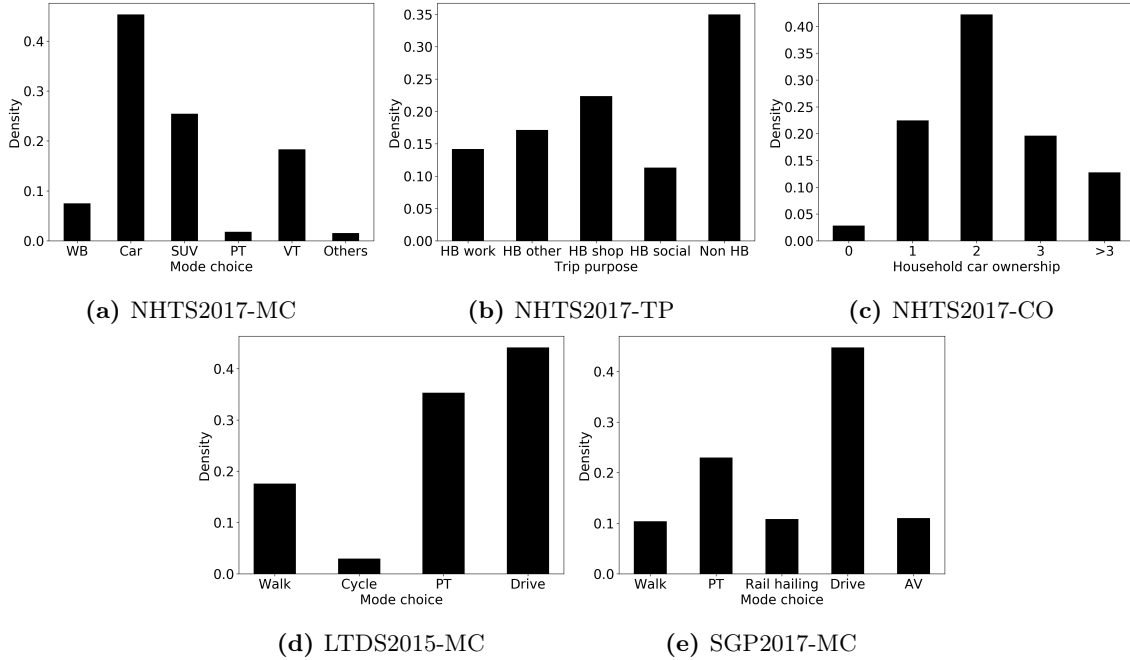 0.4
0.3
0.2
0.1
0.0
Density
WB Car SUV PT VT Others
Mode choice
(a) NHTS2017-MC
0.35
0.30
0.25
0.20
0.15
0.10
0.05
0.00
Density
HB work HB other HB shop HB social Non HB
Trip purpose
(b) NHTS2017-TP
0.40
0.35
0.30
0.25
0.20
0.15
0.10
0.05
0.00
Density
0 1 2 3 >3
Household car ownership
(c) NHTS2017-CO
0.4
0.3
0.2
0.1
0.0
Density
Walk Cycle PT Drive
Mode choice
(d) LTDS2015-MC
0.4
0.3
0.2
0.1
0.0
Density
Walk PT Rail hailing Drive AV
Mode choice
(e) SGP2017-MC